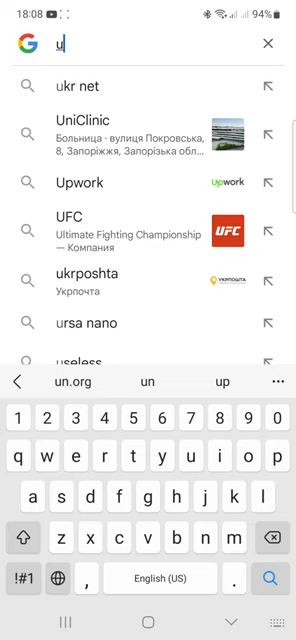 18:08 94%
u
ukr net
UniClinic
Больница · вулиця Покровська,
8, Запоріжжя, Запорізька обл...
Upwork
upwork
UFC
UFC
Ultimate Fighting Championship
— Компания
ukrposhta
УКРПОШТА
Укрпочта
ursa nano
useless
un.org un up
1 2 3 4 5 6 7 8 9 0
q w e r t y u i o p
a s d f g h j k l
z x c v b n m
!#1 , English (US) .